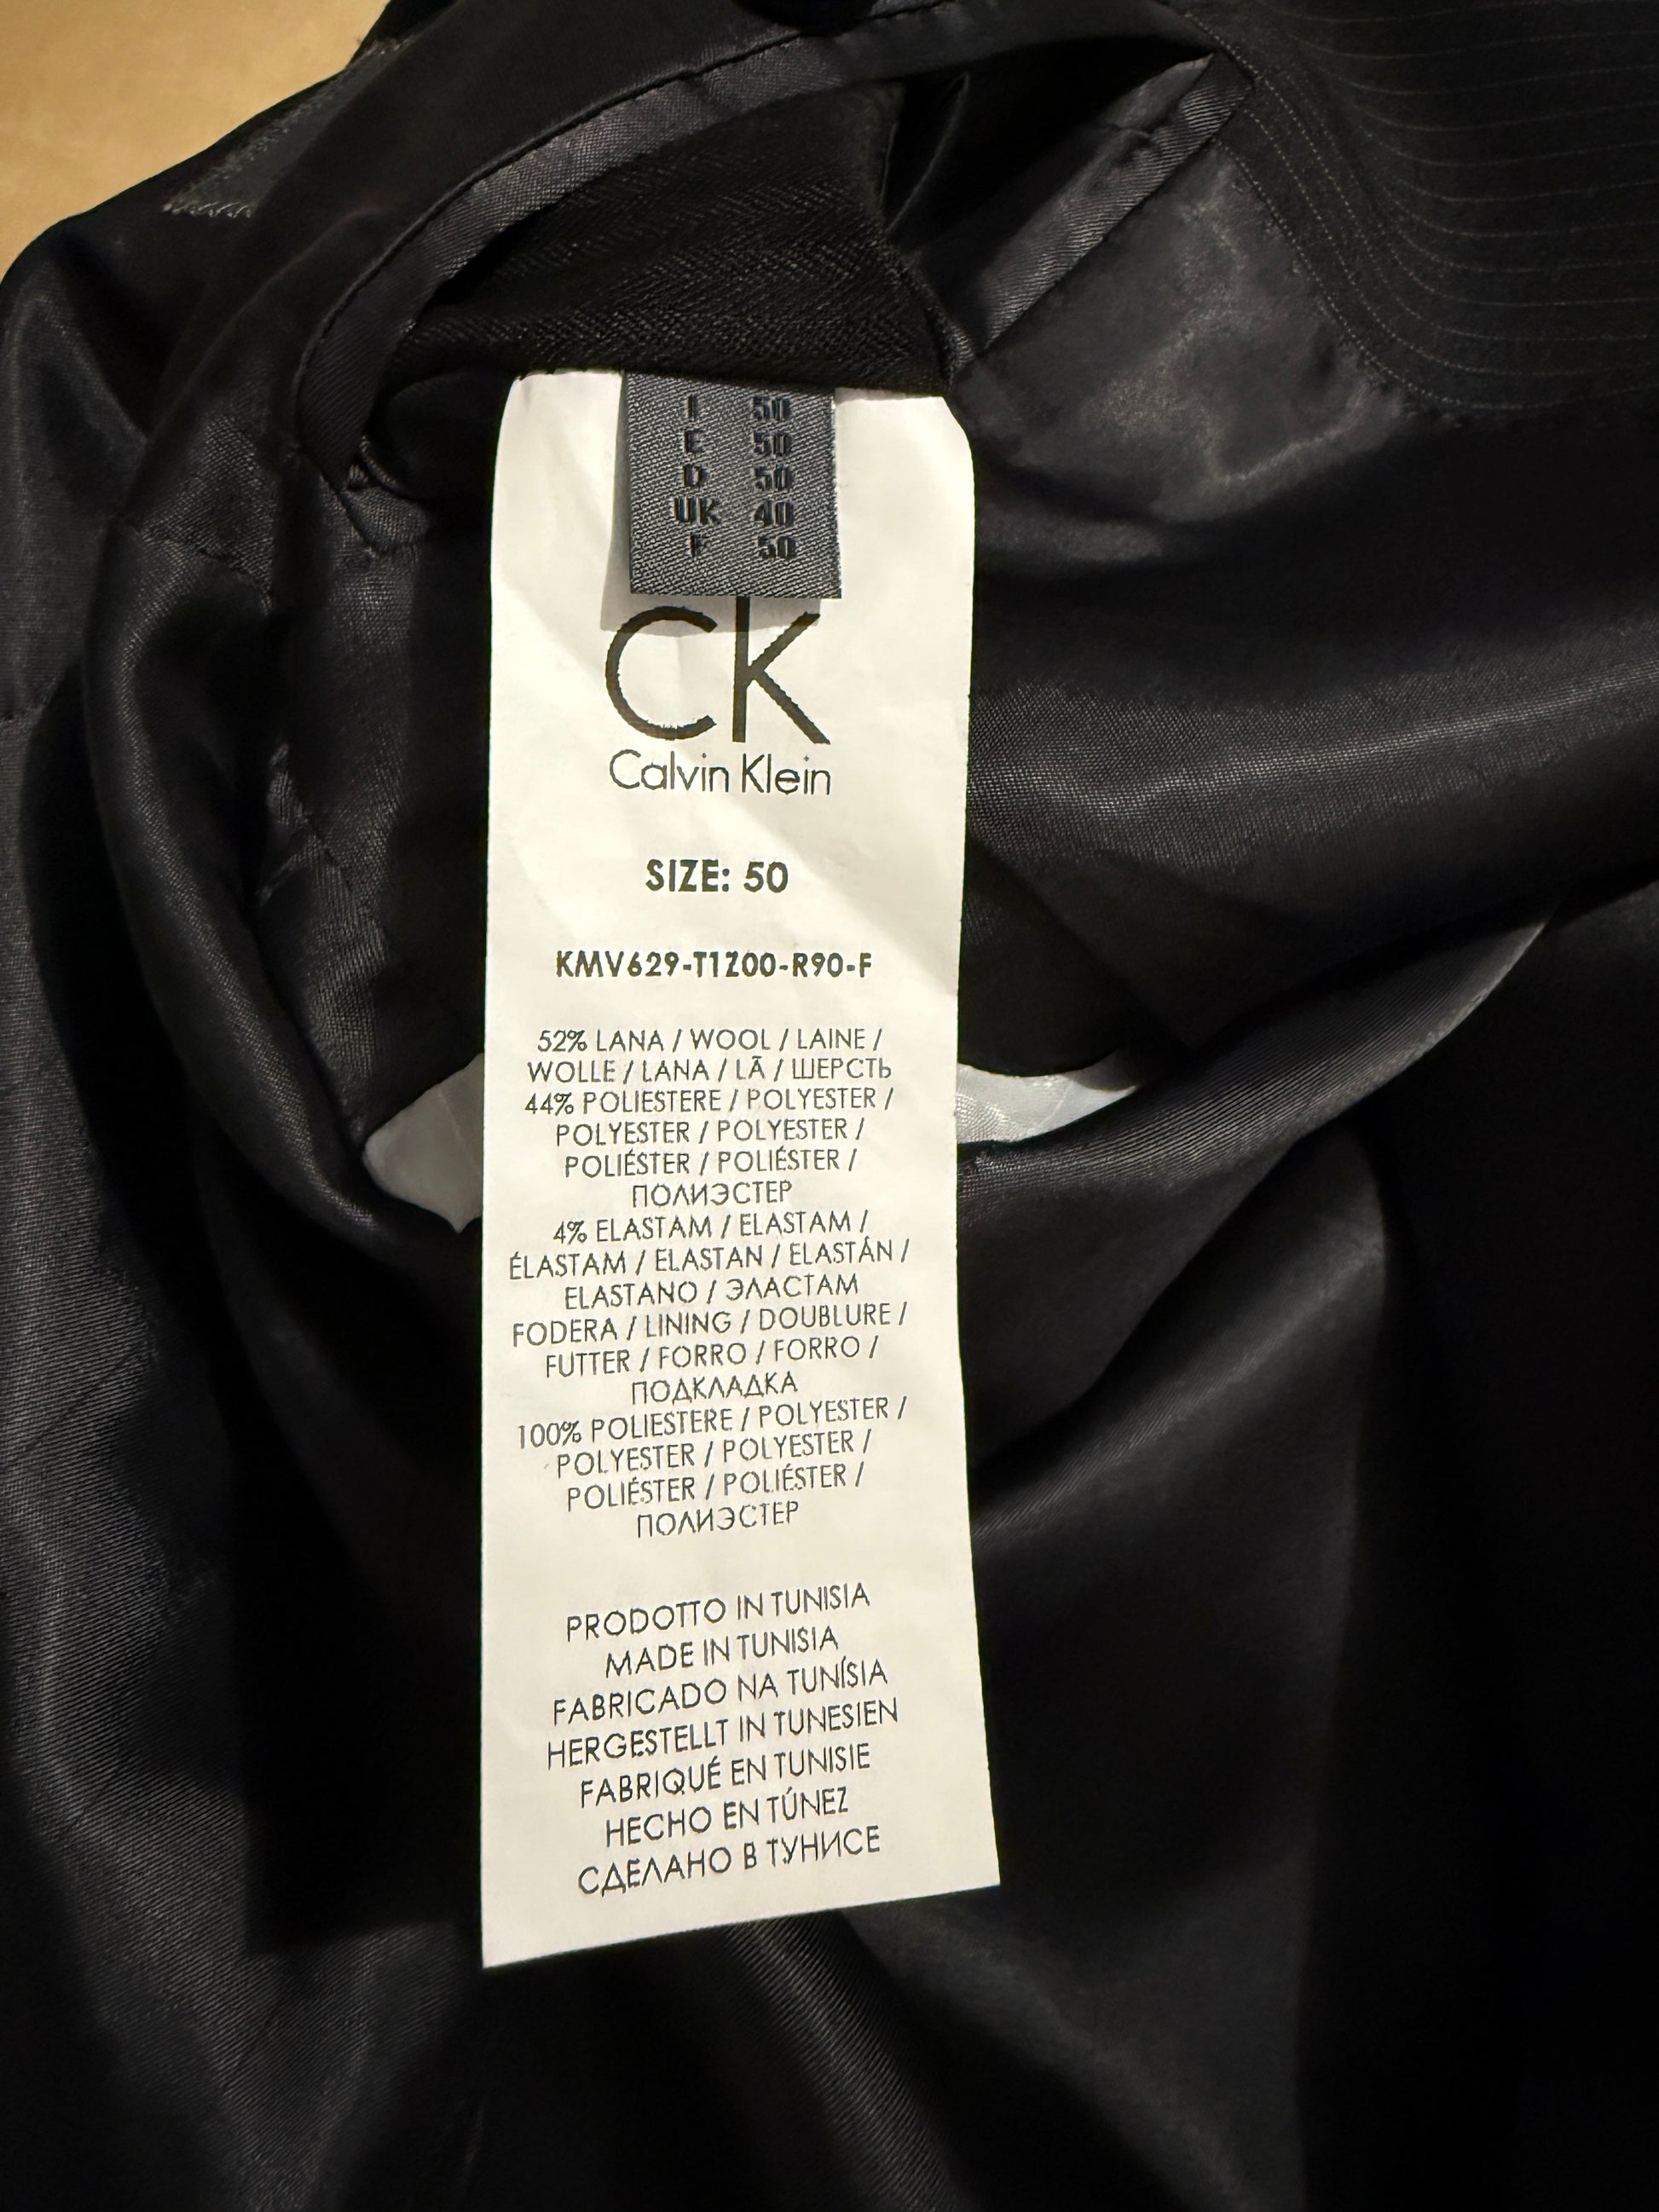 I 50
E 50
D 50
UK 40
F 50
CK
Calvin Klein
SIZE: 50
KMV629-T1Z00-R90-F
52% LANA / WOOL / LAINE /
WOLLE / LANA / LÃ / ШЕРСТЬ
44% POLIESTERE / POLYESTER /
POLYESTER / POLYESTER /
POLIÉSTER / POLIÉSTER /
ПОЛИЭСТЕР
4% ELASTAM / ELASTAM /
ÉLASTAM / ELASTAN / ELASTÁN /
ELASTANO / ЭЛАСТАМ
FODERA / LINING / DOUBLURE /
FUTTER / FORRO / FORRO /
ПОДКЛАДКА
100% POLIESTERE / POLYESTER /
POLYESTER / POLYESTER /
POLIÉSTER / POLIÉSTER /
ПОЛИЭСТЕР
PRODOTTO IN TUNISIA
MADE IN TUNISIA
FABRICADO NA TUNÍSIA
HERGESTELLT IN TUNESIEN
FABRIQUÉ EN TUNISIE
HECHO EN TÚNEZ
СДЕЛАНО В ТУНИСЕ